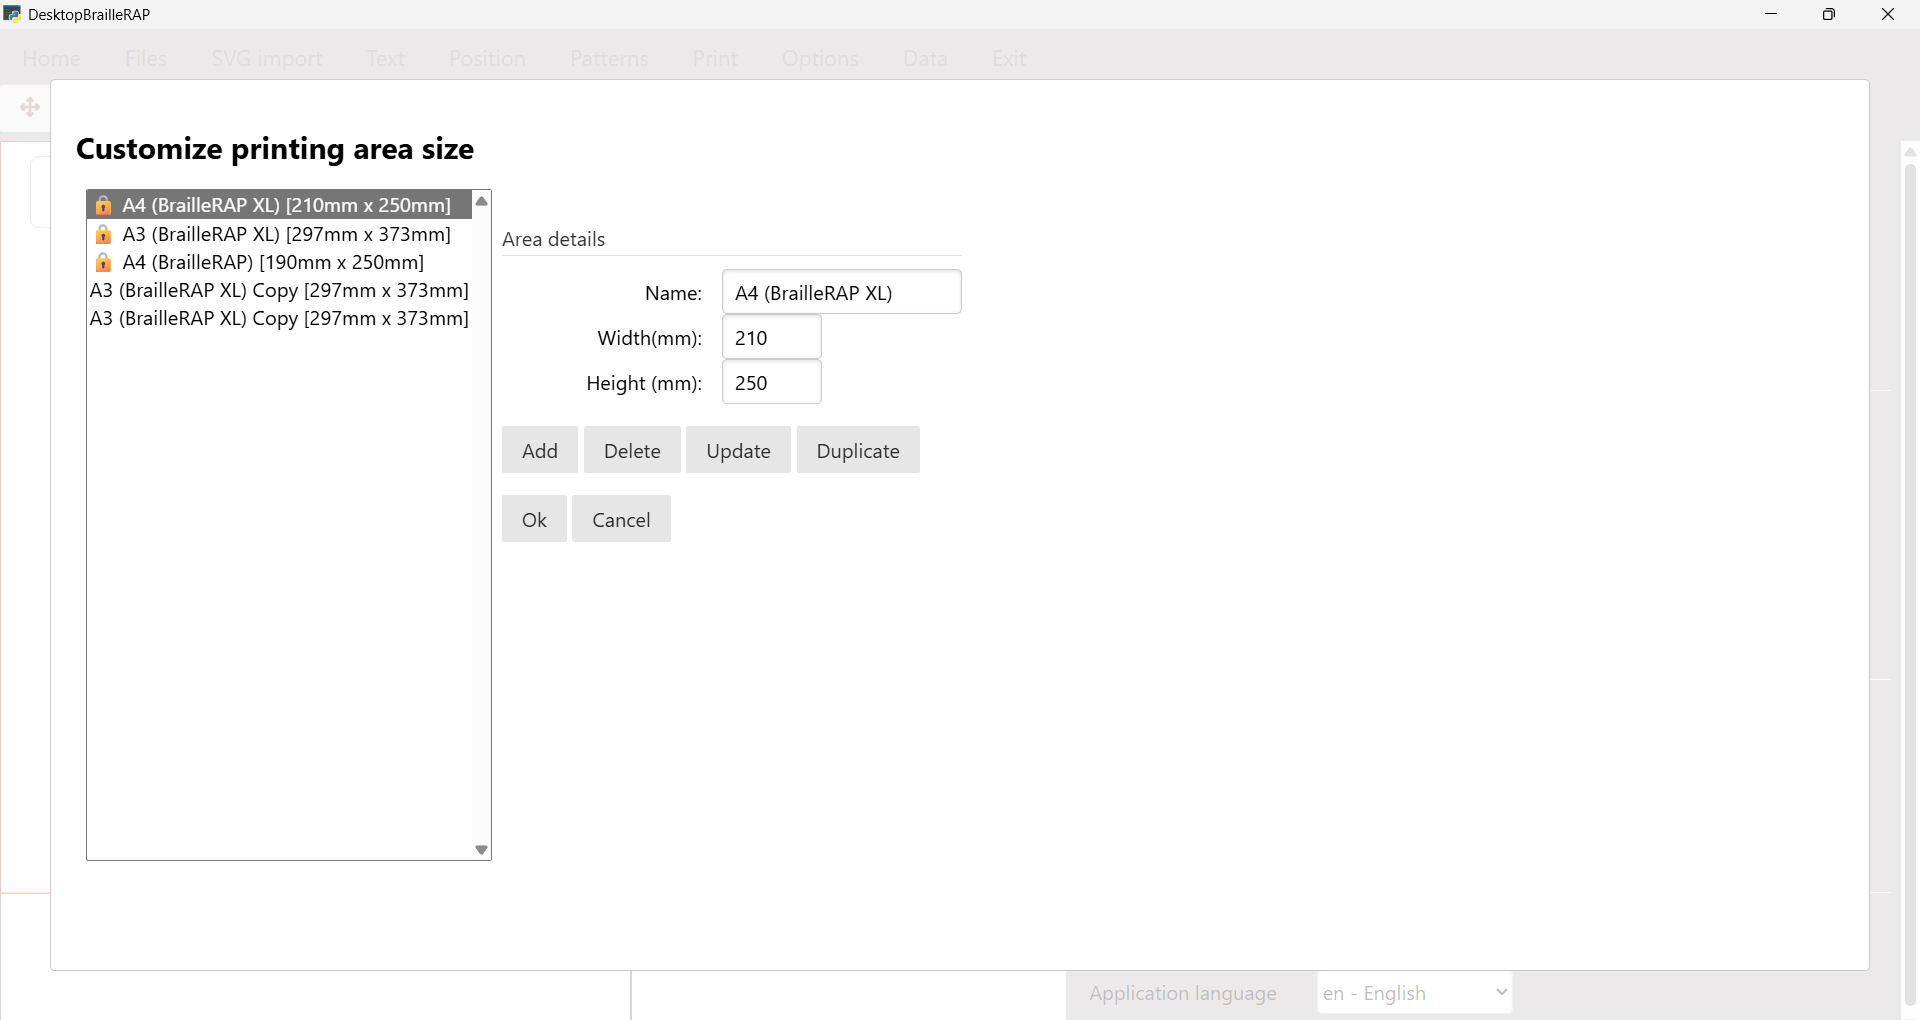 DesktopBrailleRAP
Home Files SVG import Text Position Patterns Print Options Data Exit
Customize printing area size
A4 (BrailleRAP XL) [210mm x 250mm]
A3 (BrailleRAP XL) [297mm x 373mm]
A4 (BrailleRAP) [190mm x 250mm]
A3 (BrailleRAP XL) Copy [297mm x 373mm]
A3 (BrailleRAP XL) Copy [297mm x 373mm]
Area details
Name: A4 (BrailleRAP XL)
Width(mm): 210
Height (mm): 250
Add Delete Update Duplicate
Ok Cancel
Application language en - English